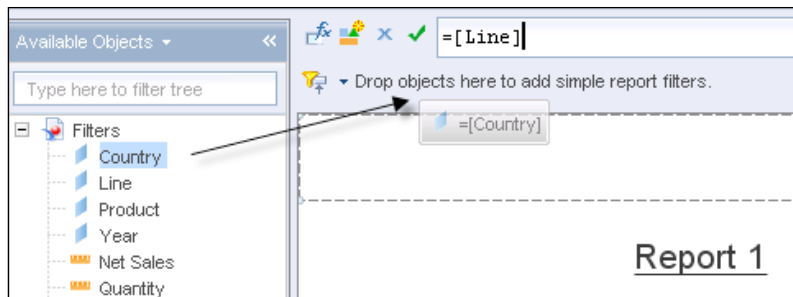 Available Objects
Type here to filter tree
Filters
Country
Line
Product
Year
Net Sales
Quantity
=[Line]
Drop objects here to add simple report filters.
=[Country]
Report 1